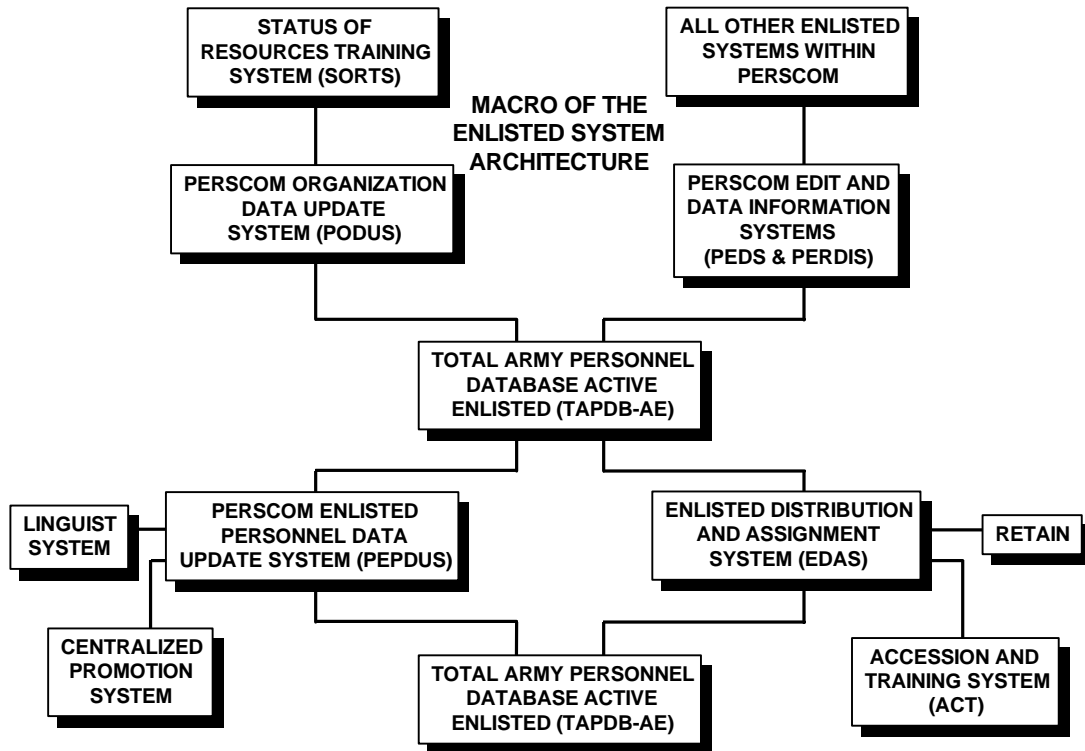 STATUS OF
RESOURCES TRAINING
SYSTEM (SORTS)
ALL OTHER ENLISTED
SYSTEMS WITHIN
PERSCOM
MACRO OF THE
ENLISTED SYSTEM
ARCHITECTURE
PERSCOM ORGANIZATION
DATA UPDATE
SYSTEM (PODUS)
PERSCOM EDIT AND
DATA INFORMATION
SYSTEMS
(PEDS & PERDIS)
TOTAL ARMY PERSONNEL
DATABASE ACTIVE
ENLISTED (TAPDB-AE)
LINGUIST
SYSTEM
PERSCOM ENLISTED
PERSONNEL DATA
UPDATE SYSTEM (PEPDUS)
ENLISTED DISTRIBUTION
AND ASSIGNMENT
SYSTEM (EDAS)
RETAIN
CENTRALIZED
PROMOTION
SYSTEM
TOTAL ARMY PERSONNEL
DATABASE ACTIVE
ENLISTED (TAPDB-AE)
ACCESSION AND
TRAINING SYSTEM
(ACT)